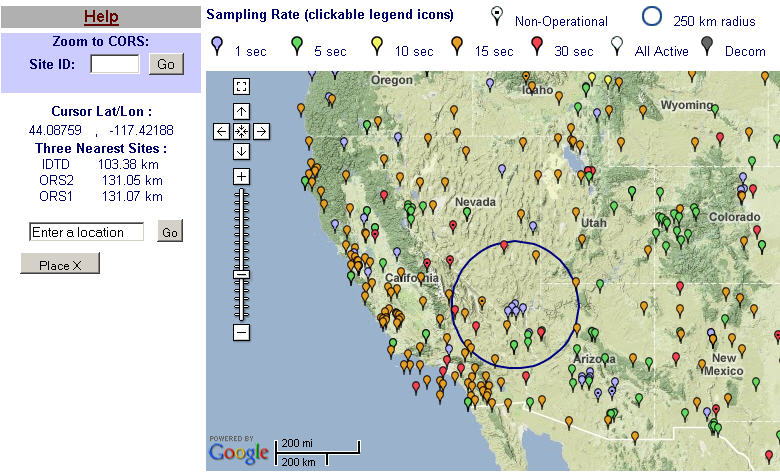 Help
Zoom to CORS:
Site ID: Go
Cursor Lat/Lon :
44.08759 , -117.42188
Three Nearest Sites :
IDTD 103.38 km
ORS2 131.05 km
ORS1 131.07 km
Enter a location Go
Place X
Sampling Rate (clickable legend icons) Non-Operational 250 km radius
1 sec 5 sec 10 sec 15 sec 30 sec All Active Decom
Oregon
Idaho
Wyoming
Nevada
Utah
Colorado
California
Arizona
New
Mexico
POWERED BY
Google
200 mi
200 km